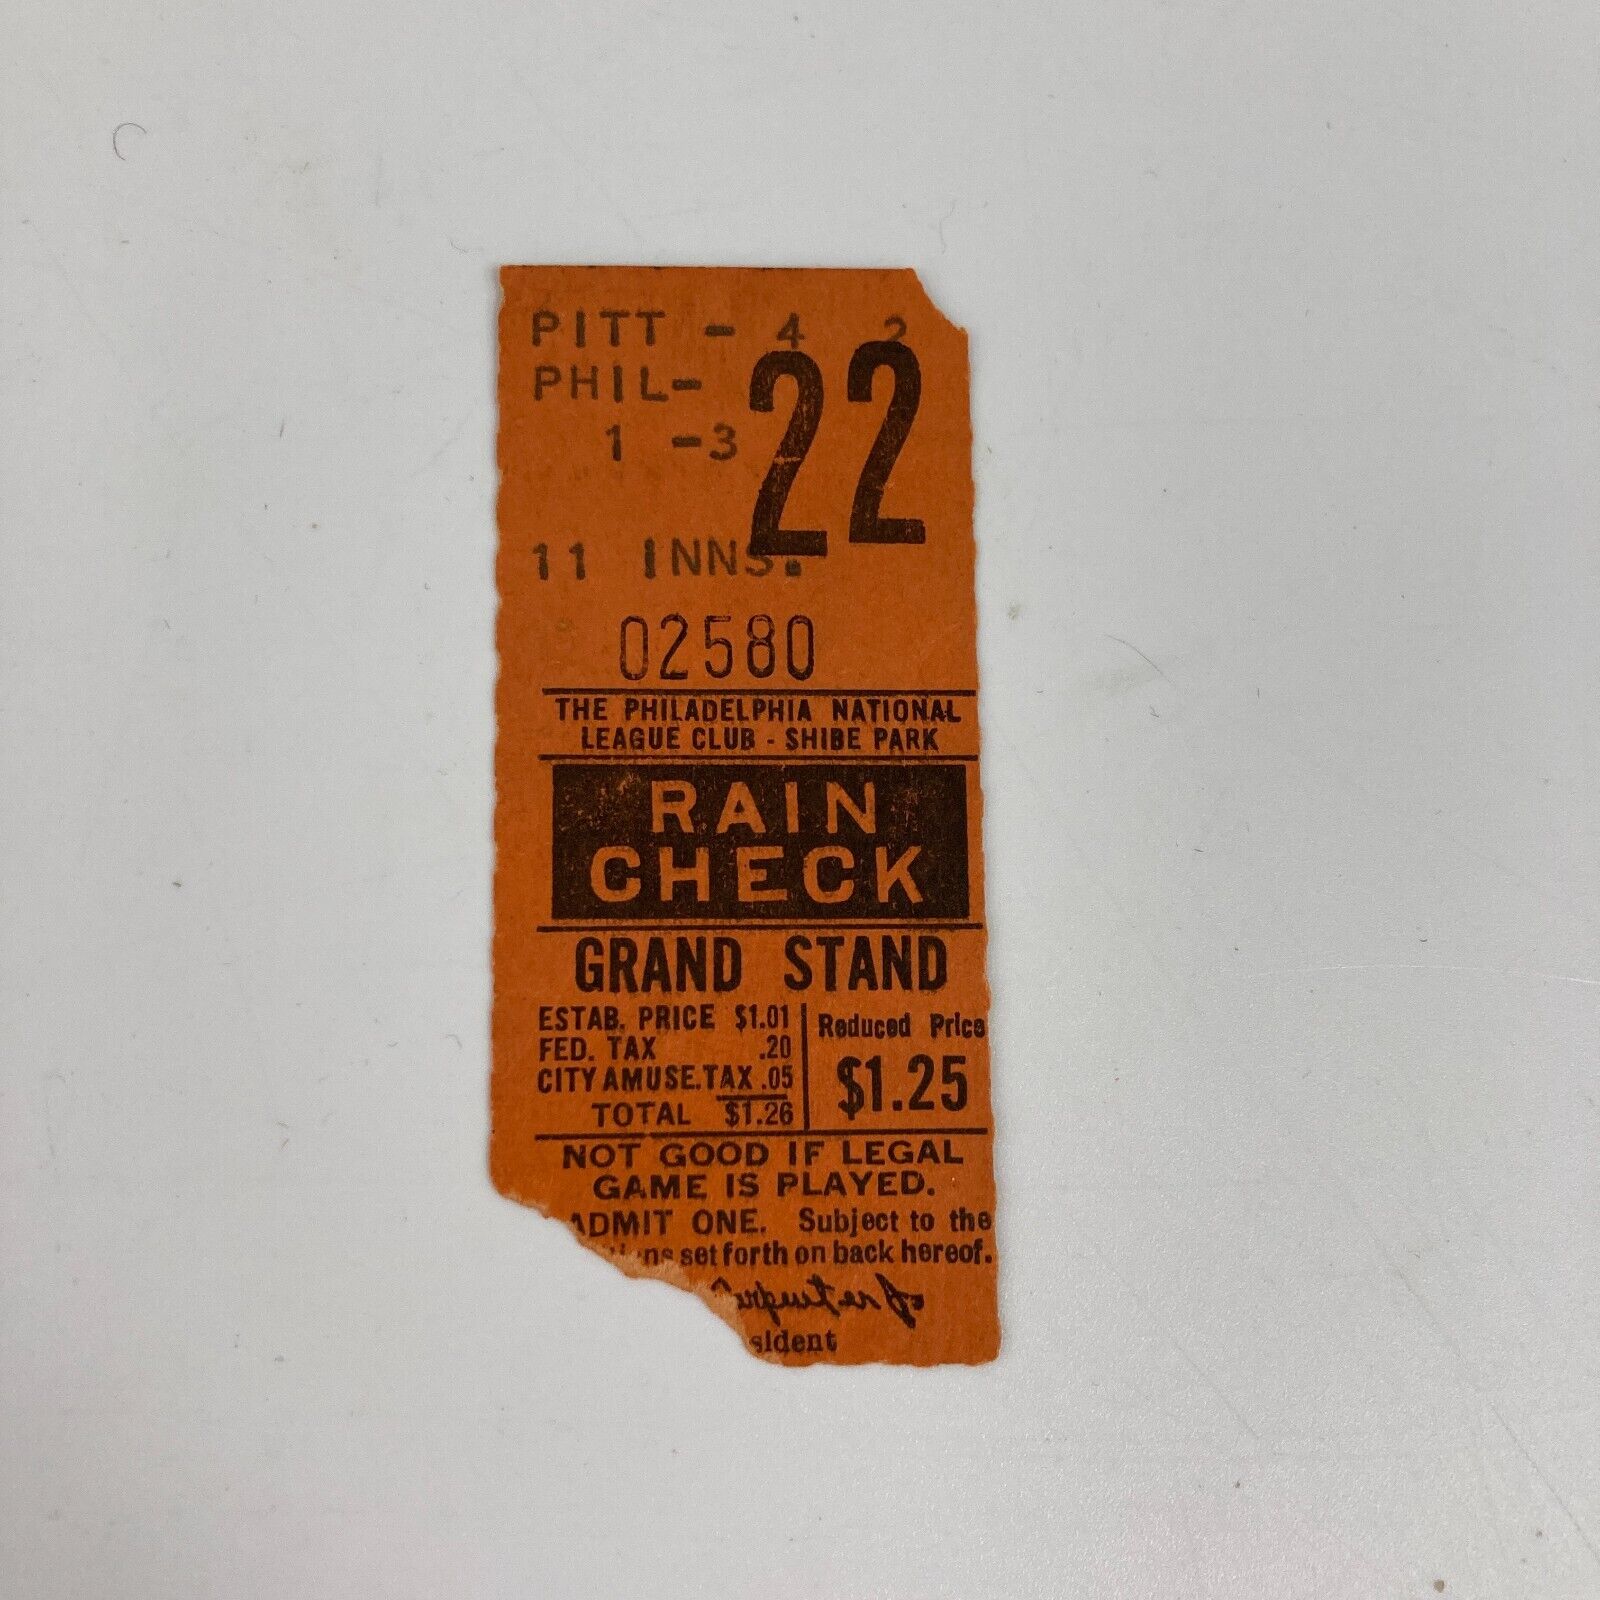 PITT - 4 2
PHIL-
22
1 -3
11 INNS.
02580
THE PHILADELPHIA NATIONAL
LEAGUE CLUB - SHIBE PARK
RAIN
CHECK
GRAND STAND
ESTAB. PRICE $1.01
FED. TAX .20
CITY AMUSE. TAX .05
TOTAL $1.26
Reduced Price
$1.25
NOT GOOD IF LEGAL
GAME IS PLAYED.
ADMIT ONE. Subject to the
set forth on back hereof.
sident